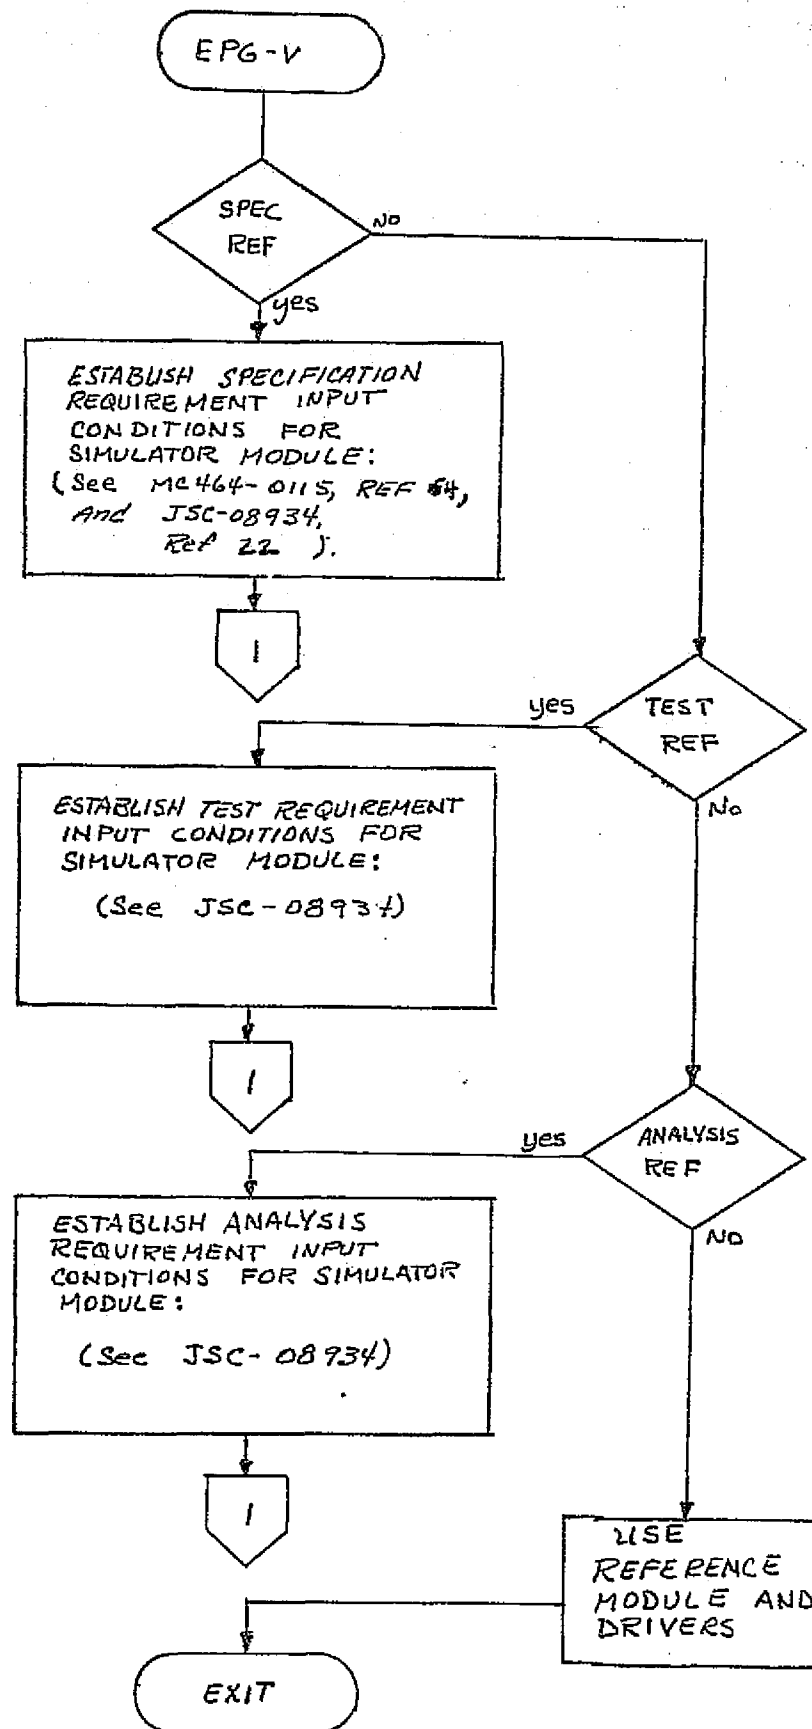 EPG-V
SPEC
REF
No
yes
ESTABLISH SPECIFICATION
REQUIREMENT INPUT
CONDITIONS FOR
SIMULATOR MODULE:
(See MC464-0115, REF 4,
And JSC-08934,
Ref 22 ).
1
yes
TEST
REF
No
ESTABLISH TEST REQUIREMENT
INPUT CONDITIONS FOR
SIMULATOR MODULE:
(See JSC-08934)
1
yes
ANALYSIS
REF
NO
ESTABLISH ANALYSIS
REQUIREMENT INPUT
CONDITIONS FOR SIMULATOR
MODULE:
(See JSC-08934)
1
USE
REFERENCE
MODULE AND
DRIVERS
EXIT